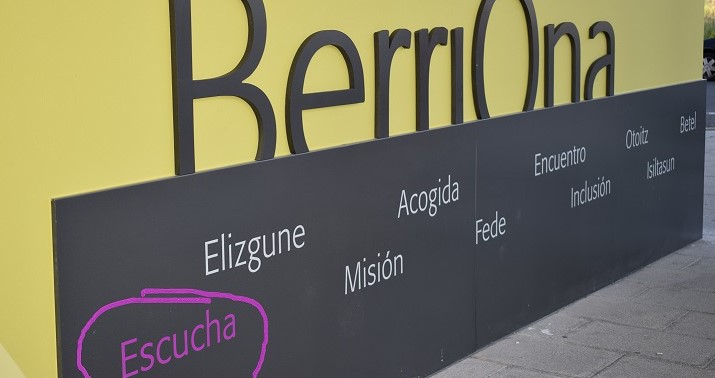 BerriOna
Betel
Otoitz
Encuentro
Isiltasun
Acogida
Inclusión
Elizgune
Fede
Misión
Escucha